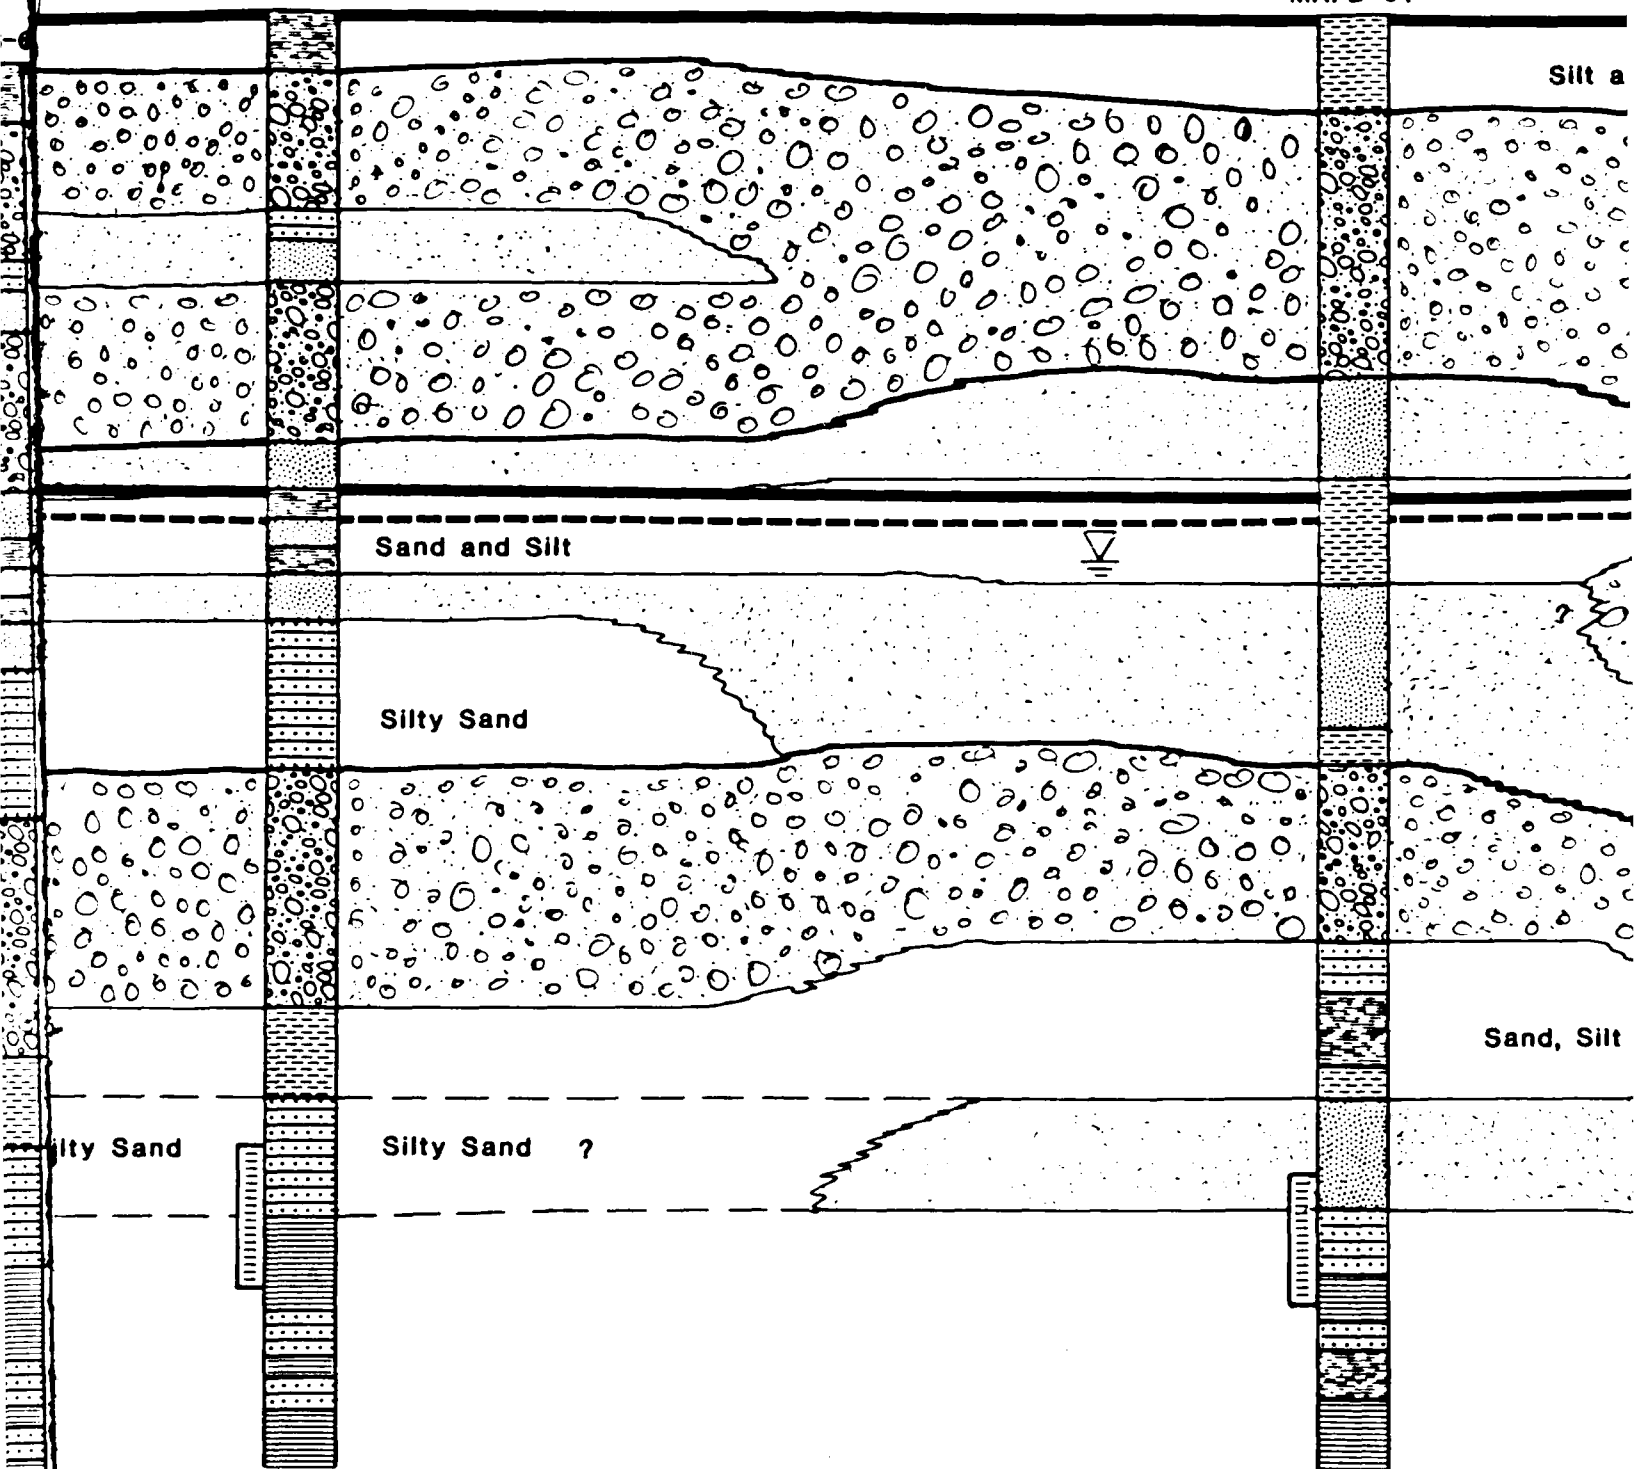 Silt a
Sand and Silt
?
Silty Sand
Sand, Silt
ilty Sand
Silty Sand ?